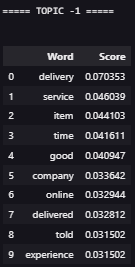 ===== TOPIC -1 =====
Word Score
0 delivery 0.070353
1 service 0.046039
2 item 0.044103
3 time 0.041611
4 good 0.040947
5 company 0.033642
6 online 0.032944
7 delivered 0.032812
8 told 0.031502
9 experience 0.031502